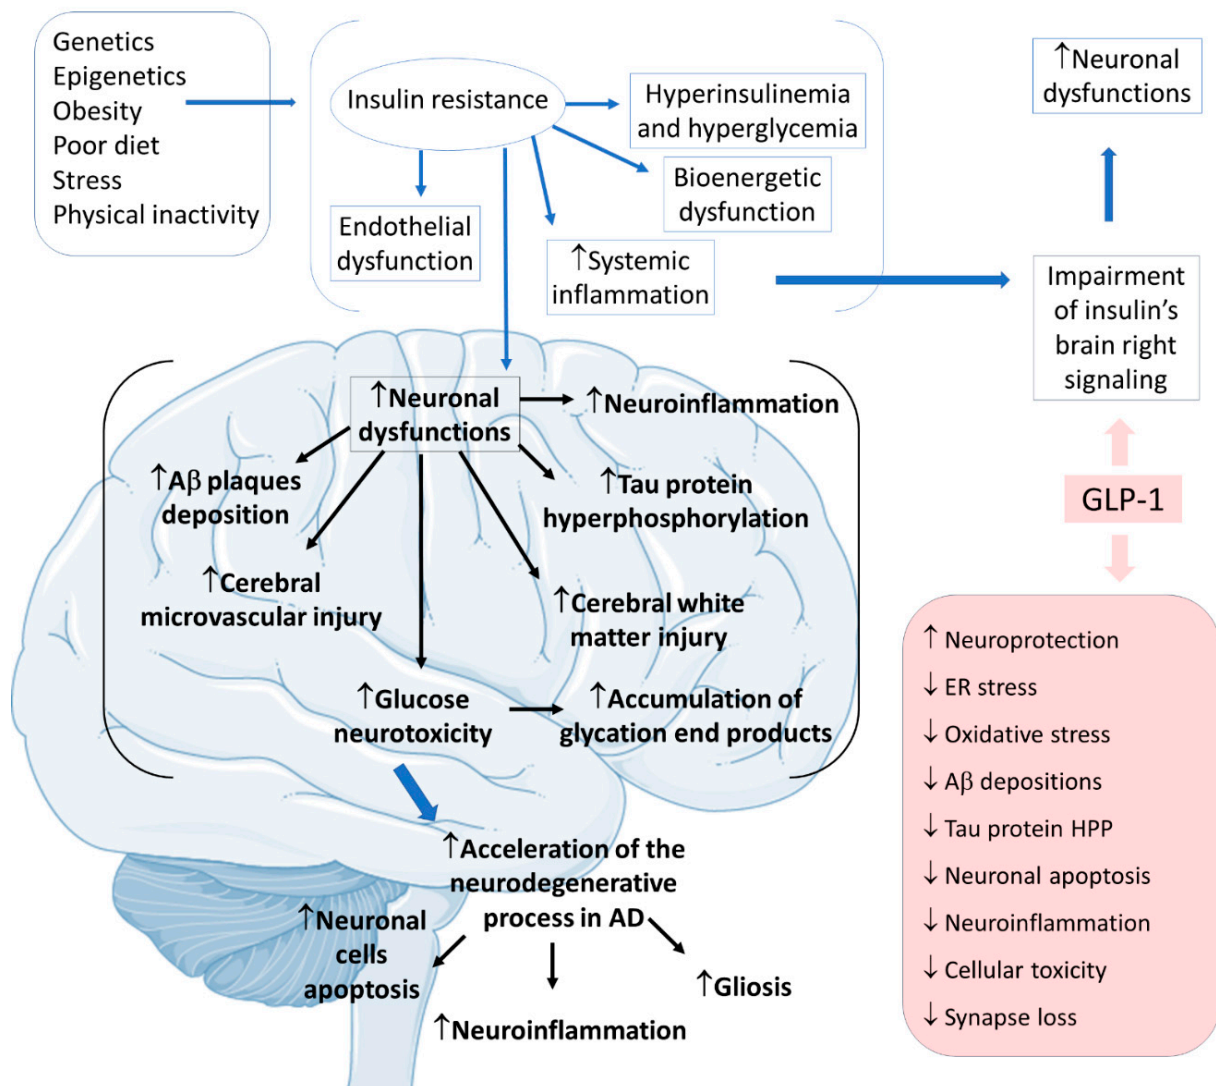 Genetics
Epigenetics
Obesity
Poor diet
Stress
Physical inactivity
Insulin resistance
Hyperinsulinemia
and hyperglycemia
Bioenergetic
dysfunction
Endothelial
dysfunction
↑Systemic
inflammation
↑Neuronal
dysfunctions
Impairment
of insulin’s
brain right
signaling
GLP-1
↑Neuronal
dysfunctions
↑Neuroinflammation
↑Aβ plaques
deposition
↑Tau protein
hyperphosphorylation
↑Cerebral
microvascular injury
↑Cerebral white
matter injury
↑Glucose
neurotoxicity
↑Accumulation of
glycation end products
↑Acceleration of the
neurodegenerative
process in AD
↑Neuronal
cells
apoptosis
↑Neuroinflammation
↑Gliosis
↑ Neuroprotection
↓ ER stress
↓ Oxidative stress
↓ Aβ depositions
↓ Tau protein HPP
↓ Neuronal apoptosis
↓ Neuroinflammation
↓ Cellular toxicity
↓ Synapse loss